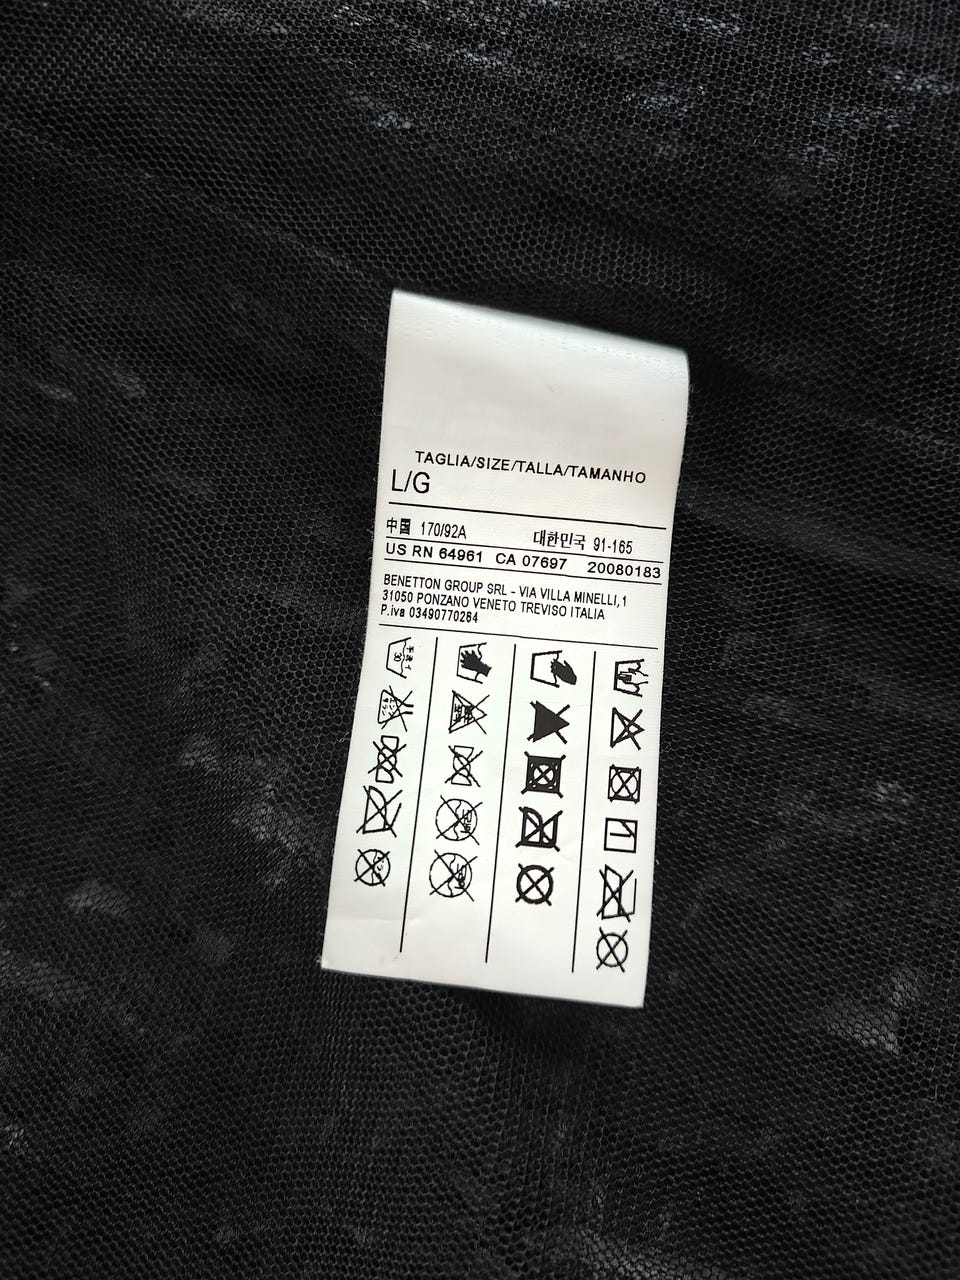 TAGLIA/SIZE/TALLA/TAMANHO
L/G
中国 170/92A 대한민국 91-165
US RN 64961 CA 07697 20080183
BENETTON GROUP SRL - VIA VILLA MINELLI, 1
31050 PONZANO VENETO TREVISO ITALIA
P.iva 03490770264